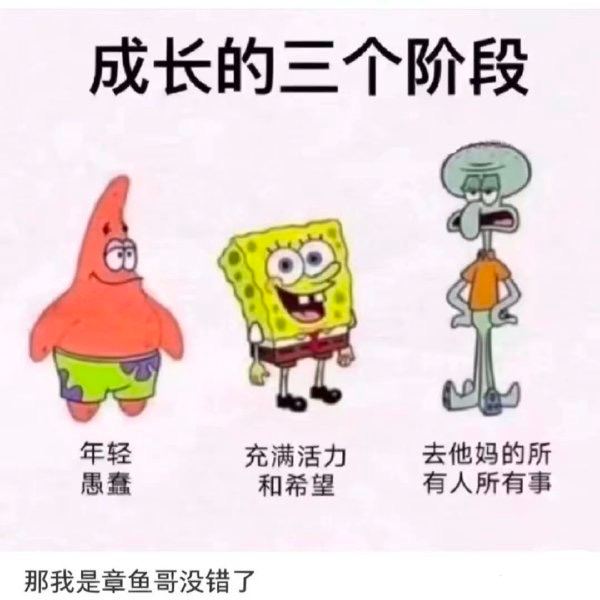 成长的三个阶段
年轻
愚蠢
充满活力
和希望
去他妈的所
有人所有事
那我是章鱼哥没错了